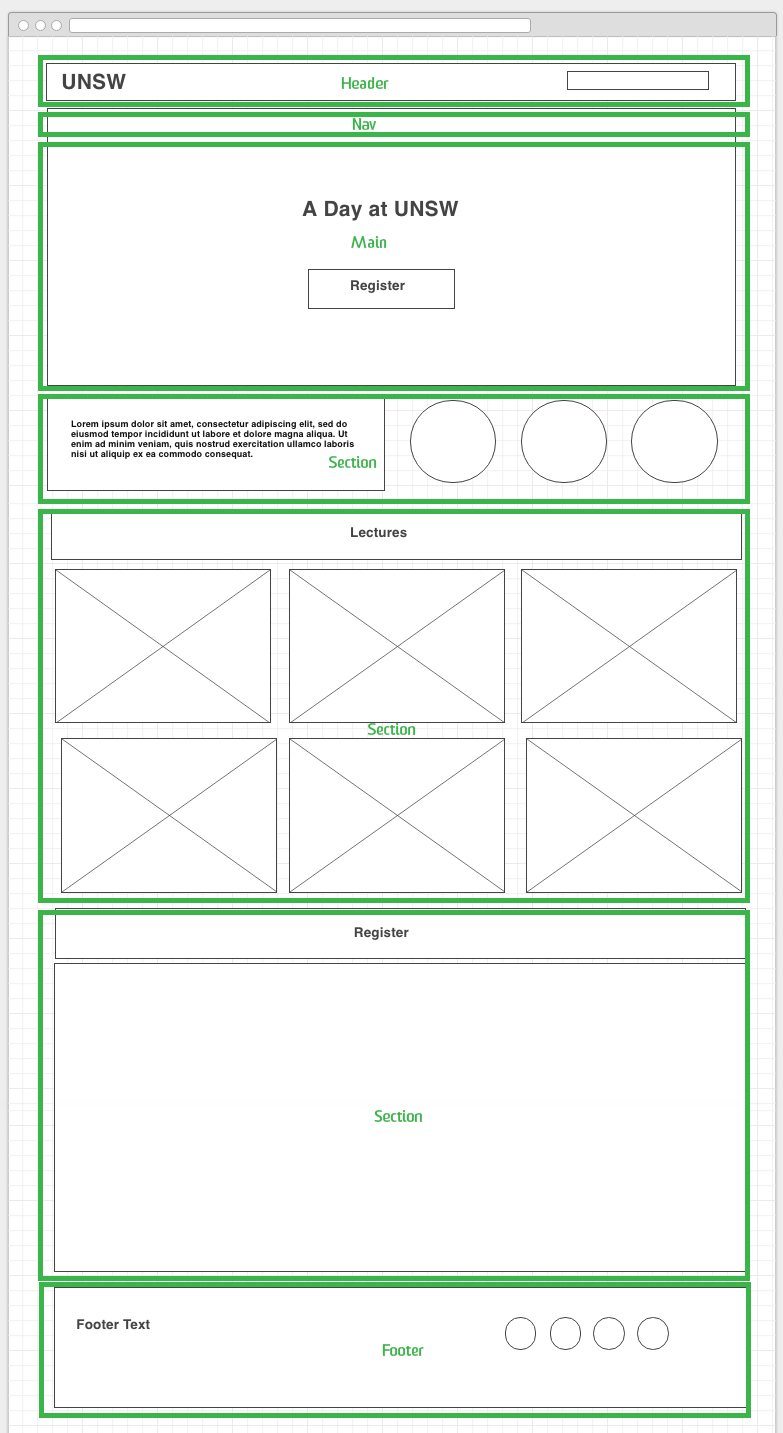 UNSW
Header
Nav
A Day at UNSW
Main
Register
Lorem ipsum dolor sit amet, consectetur adipiscing elit, sed do
eiusmod tempor incididunt ut labore et dolore magna aliqua. Ut
enim ad minim veniam, quis nostrud exercitation ullamco laboris
nisi ut aliquip ex ea commodo consequat.
Section
Lectures
Section
Register
Section
Footer Text
Footer